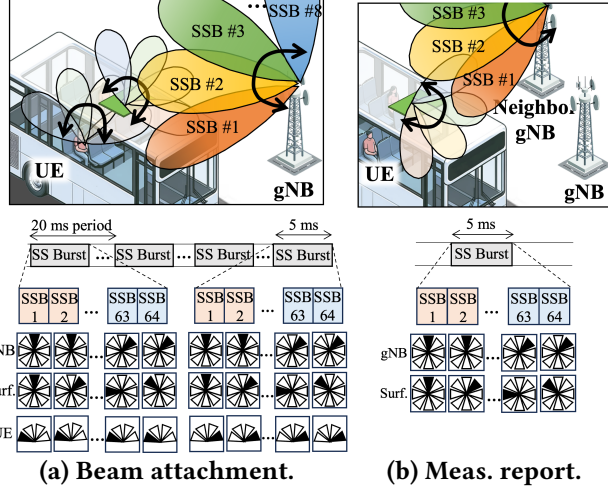 ...SSB #8
SSB #3
SSB #2
SSB #1
UE
gNB
20 ms period
5 ms
SS Burst ... SS Burst ... SS Burst ... SS Burst
SSB 1 SSB 2 ... SSB 63 SSB 64 SSB 1 SSB 2 ... SSB 63 SSB 64
NB
urf.
UE
(a) Beam attachment.
SSB #3
SSB #2
SSB #1
Neighbo.
gNB
UE
gNB
5 ms
SS Burst
SSB 1 SSB 2 ... SSB 63 SSB 64
gNB
Surf.
(b) Meas. report.